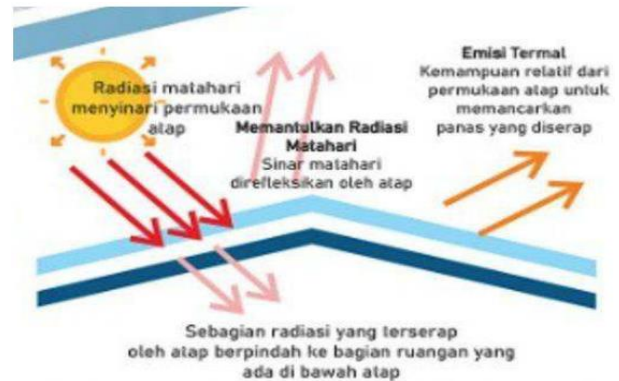 Radiasi matahari
menyinari permukaan
atap
Memantulkan Radiasi
Matahari
Sinar matahari
direfleksikan oleh atap
Emisi Termal
Kemampuan relatif dari
permukaan atap untuk
memancarkan
panas yang diserap
Sebagian radiasi yang terserap
oleh atap berpindah ke bagian ruangan yang
ada di bawah atap